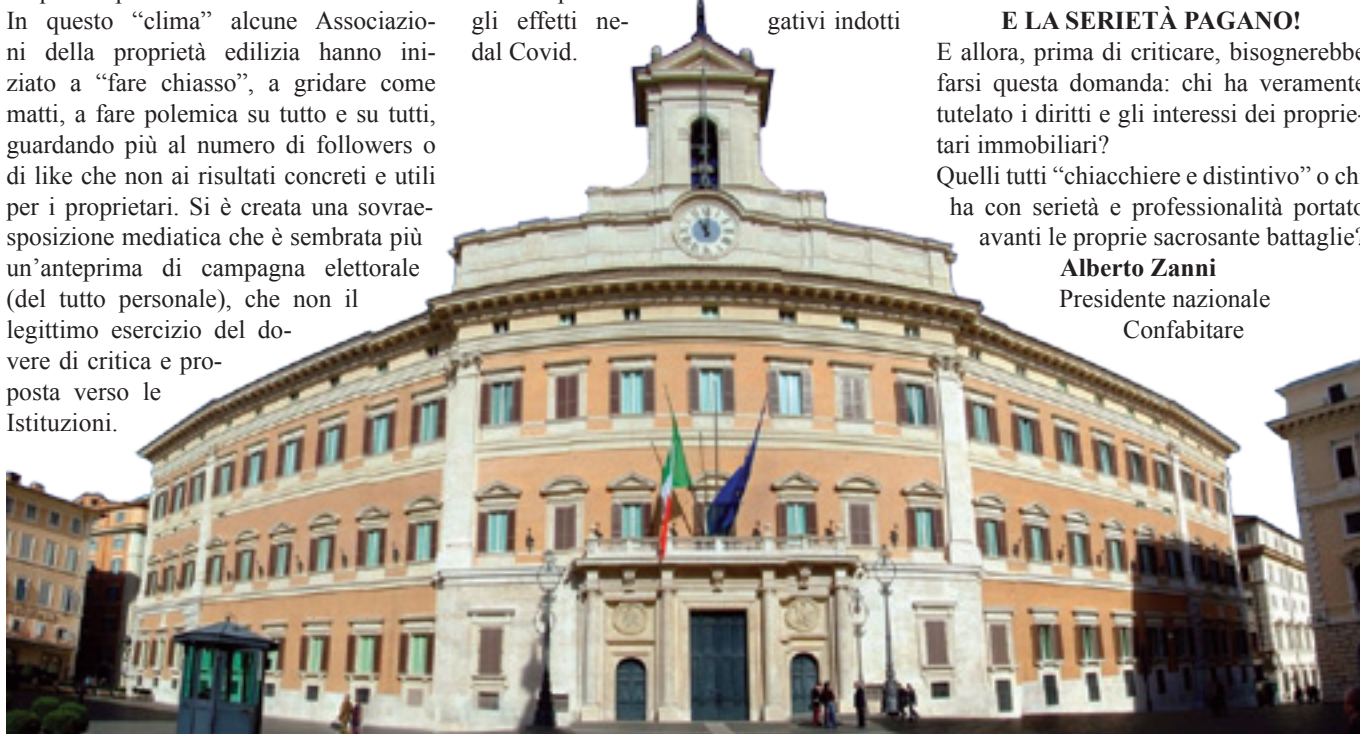 In questo “clima” alcune Associazio-
ni della proprietà edilizia hanno ini-
ziato a “fare chiasso”, a gridare come
matti, a fare polemica su tutto e su tutti,
guardando più al numero di followers o
di like che non ai risultati concreti e utili
per i proprietari. Si è creata una sovrae-
sposizione mediatica che è sembrata più
un’anteprima di campagna elettorale
(del tutto personale), che non il
legittimo esercizio del do-
vere di critica e pro-
posta verso le
Istituzioni.
gli effetti ne-
gativi indotti
dal Covid.
E LA SERIETÀ PAGANO!
E allora, prima di criticare, bisognerebbe
farsi questa domanda: chi ha veramente
tutelato i diritti e gli interessi dei proprie-
tari immobiliari?
Quelli tutti “chiacchiere e distintivo” o chi
ha con serietà e professionalità portato
avanti le proprie sacrosante battaglie?
Alberto Zanni
Presidente nazionale
Confabitare